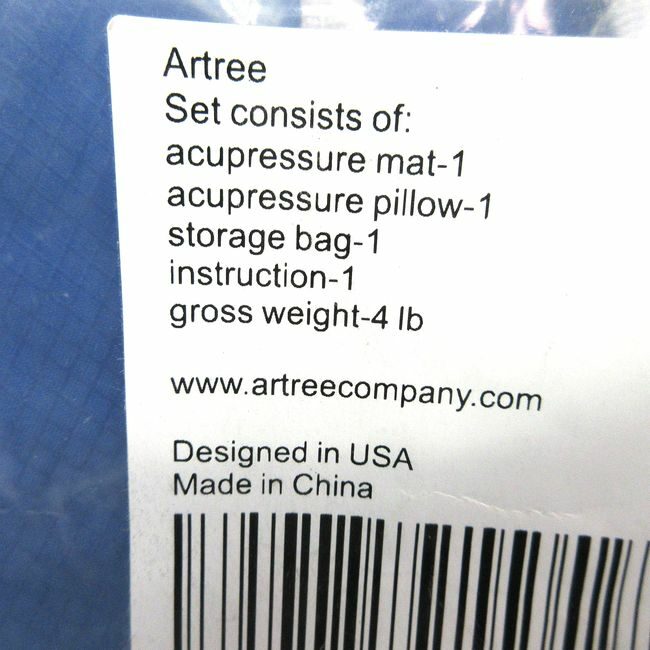 Artree
Set consists of:
acupressure mat-1
acupressure pillow-1
storage bag-1
instruction-1
gross weight-4 lb
www.artreecompany.com
Designed in USA
Made in China